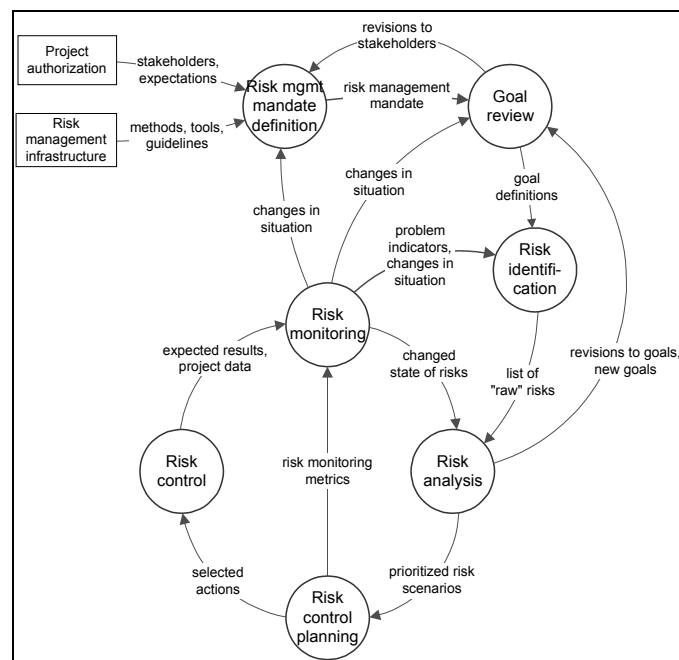 revisions to
stakeholders
Project
authorization
stakeholders,
expectations
Risk mgmt
mandate
definition
risk management
mandate
Goal
review
Risk
management
infrastructure
methods, tools,
guidelines
changes in
situation
goal
definitions
changes in
situation
problem
indicators,
changes in
situation
Risk
identifi-
cation
Risk
monitoring
expected results,
project data
changed
state of risks
list of
"raw" risks
revisions to goals,
new goals
Risk
control
risk monitoring
metrics
Risk
analysis
selected
actions
prioritized risk
scenarios
Risk
control
planning